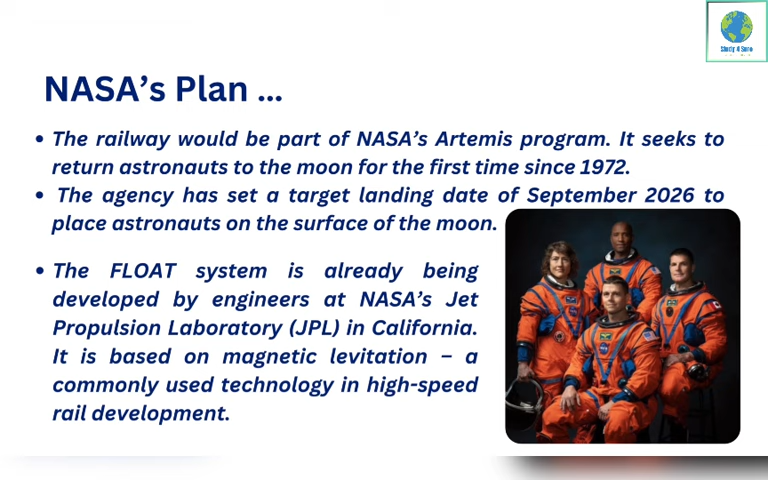 Study 4 Sure
NASA's Plan ...
• The railway would be part of NASA's Artemis program. It seeks to
return astronauts to the moon for the first time since 1972.
• The agency has set a target landing date of September 2026 to
place astronauts on the surface of the moon.
• The FLOAT system is already being
developed by engineers at NASA's Jet
Propulsion Laboratory (JPL) in California.
It is based on magnetic levitation – a
commonly used technology in high-speed
rail development.